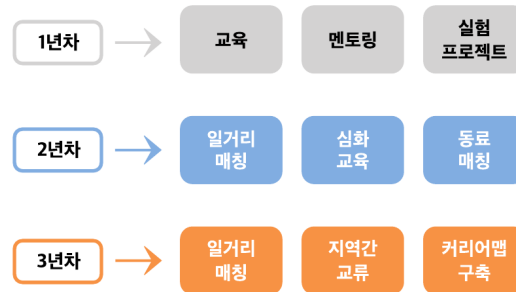 1년차
교육
멘토링
실험
프로젝트
2년차
일거리
매칭
심화
교육
동료
매칭
3년차
일거리
매칭
지역간
교류
커리어맵
구축